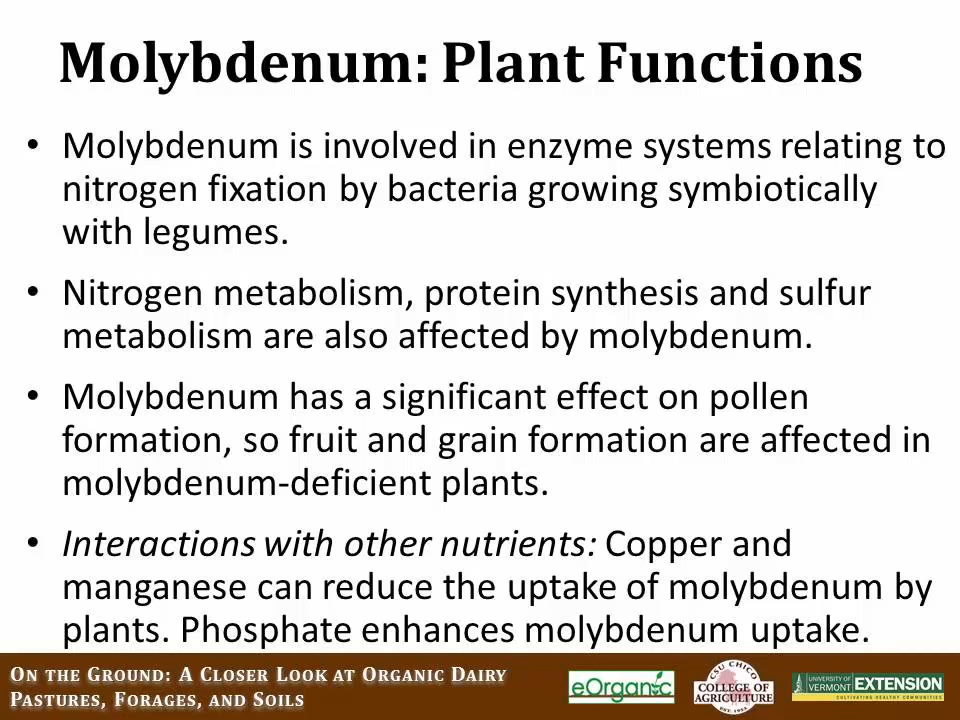 Molybdenum: Plant Functions
• Molybdenum is involved in enzyme systems relating to
nitrogen fixation by bacteria growing symbiotically
with legumes.
• Nitrogen metabolism, protein synthesis and sulfur
metabolism are also affected by molybdenum.
• Molybdenum has a significant effect on pollen
formation, so fruit and grain formation are affected in
molybdenum-deficient plants.
• Interactions with other nutrients: Copper and
manganese can reduce the uptake of molybdenum by
plants. Phosphate enhances molybdenum uptake.
On the Ground: A Closer Look at Organic Dairy
Pastures, Forages, and Soils
eOrganic
CSU CHICO
COLLEGE OF
AGRICULTURE
UNIVERSITY OF
VERMONT EXTENSION
CULTIVATING HEALTHY COMMUNITIES